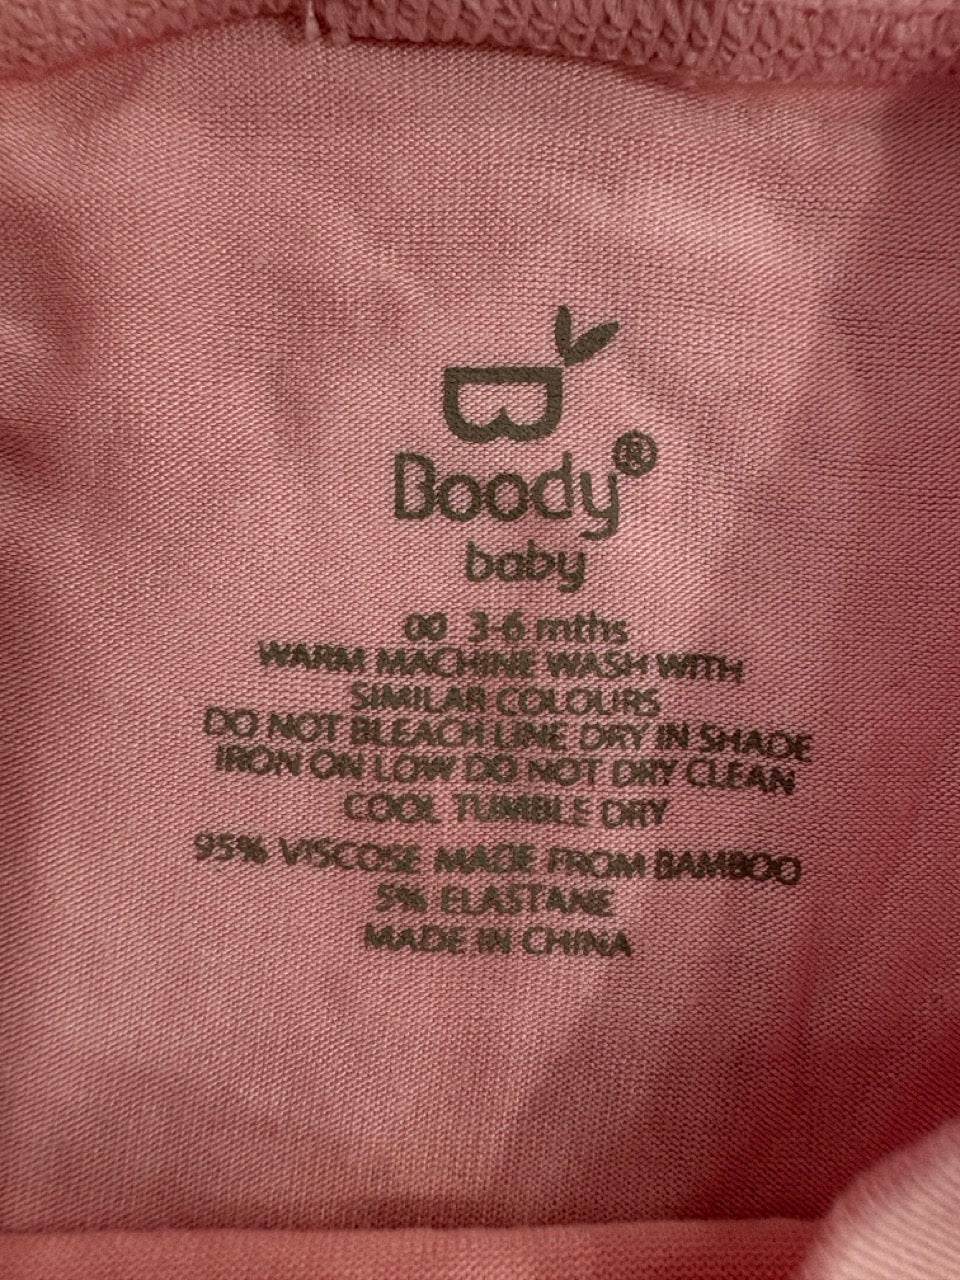 Boody®
baby
00 3-6 mths
WARM MACHINE WASH WITH
SIMILAR COLOURS
DO NOT BLEACH LINE DRY IN SHADE
IRON ON LOW DO NOT DRY CLEAN
COOL TUMBLE DRY
95% VISCOSE MADE FROM BAMBOO
5% ELASTANE
MADE IN CHINA